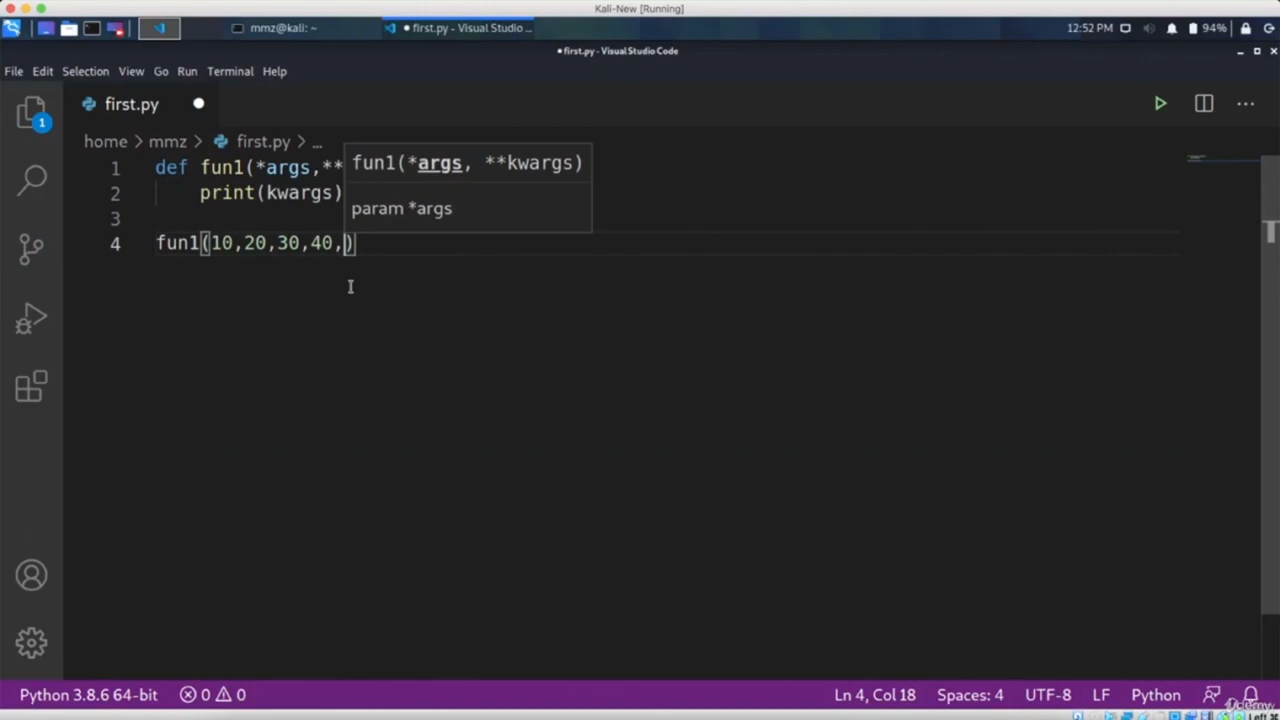 Kali-New [Running]
mmz@kali: ~
first.py - Visual Studio ...
12:52 PM
94%
first.py - Visual Studio Code
File Edit Selection View Go Run Terminal Help
first.py
1
home > mmz > first.py > ...
1 def fun1(*args,**
2 print(kwargs)
3
4 fun1(10,20,30,40,)
fun1(*args, **kwargs)
param *args
Python 3.8.6 64-bit 0 0 Ln 4, Col 18 Spaces: 4 UTF-8 LF Python
Udemy